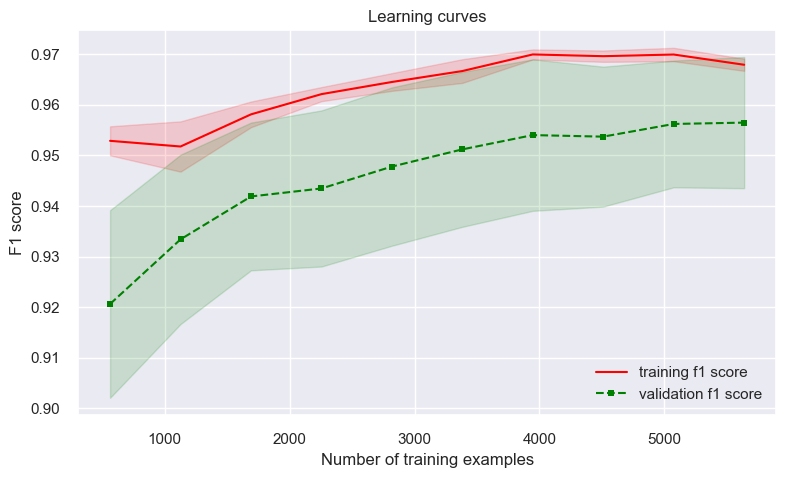 Learning curves
F1 score
0.97
0.96
0.95
0.94
0.93
0.92
0.91
0.90
training f1 score
validation f1 score
1000 2000 3000 4000 5000
Number of training examples